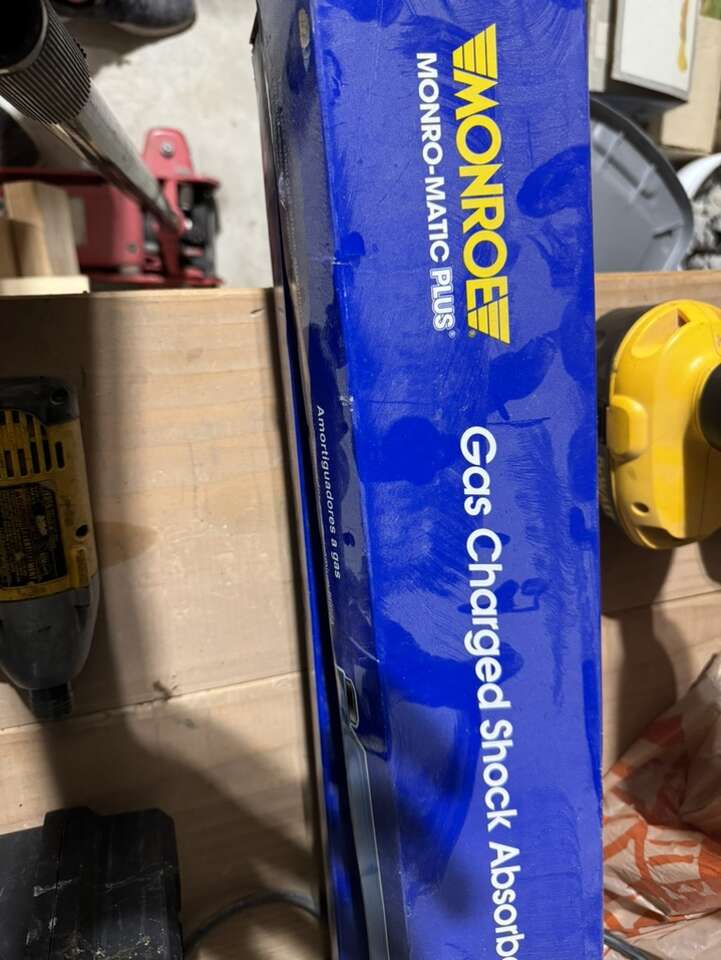 MONROE®
MONRO-MATIC PLUS®
Gas Charged Shock Absorbe
Amortiguadores a gas